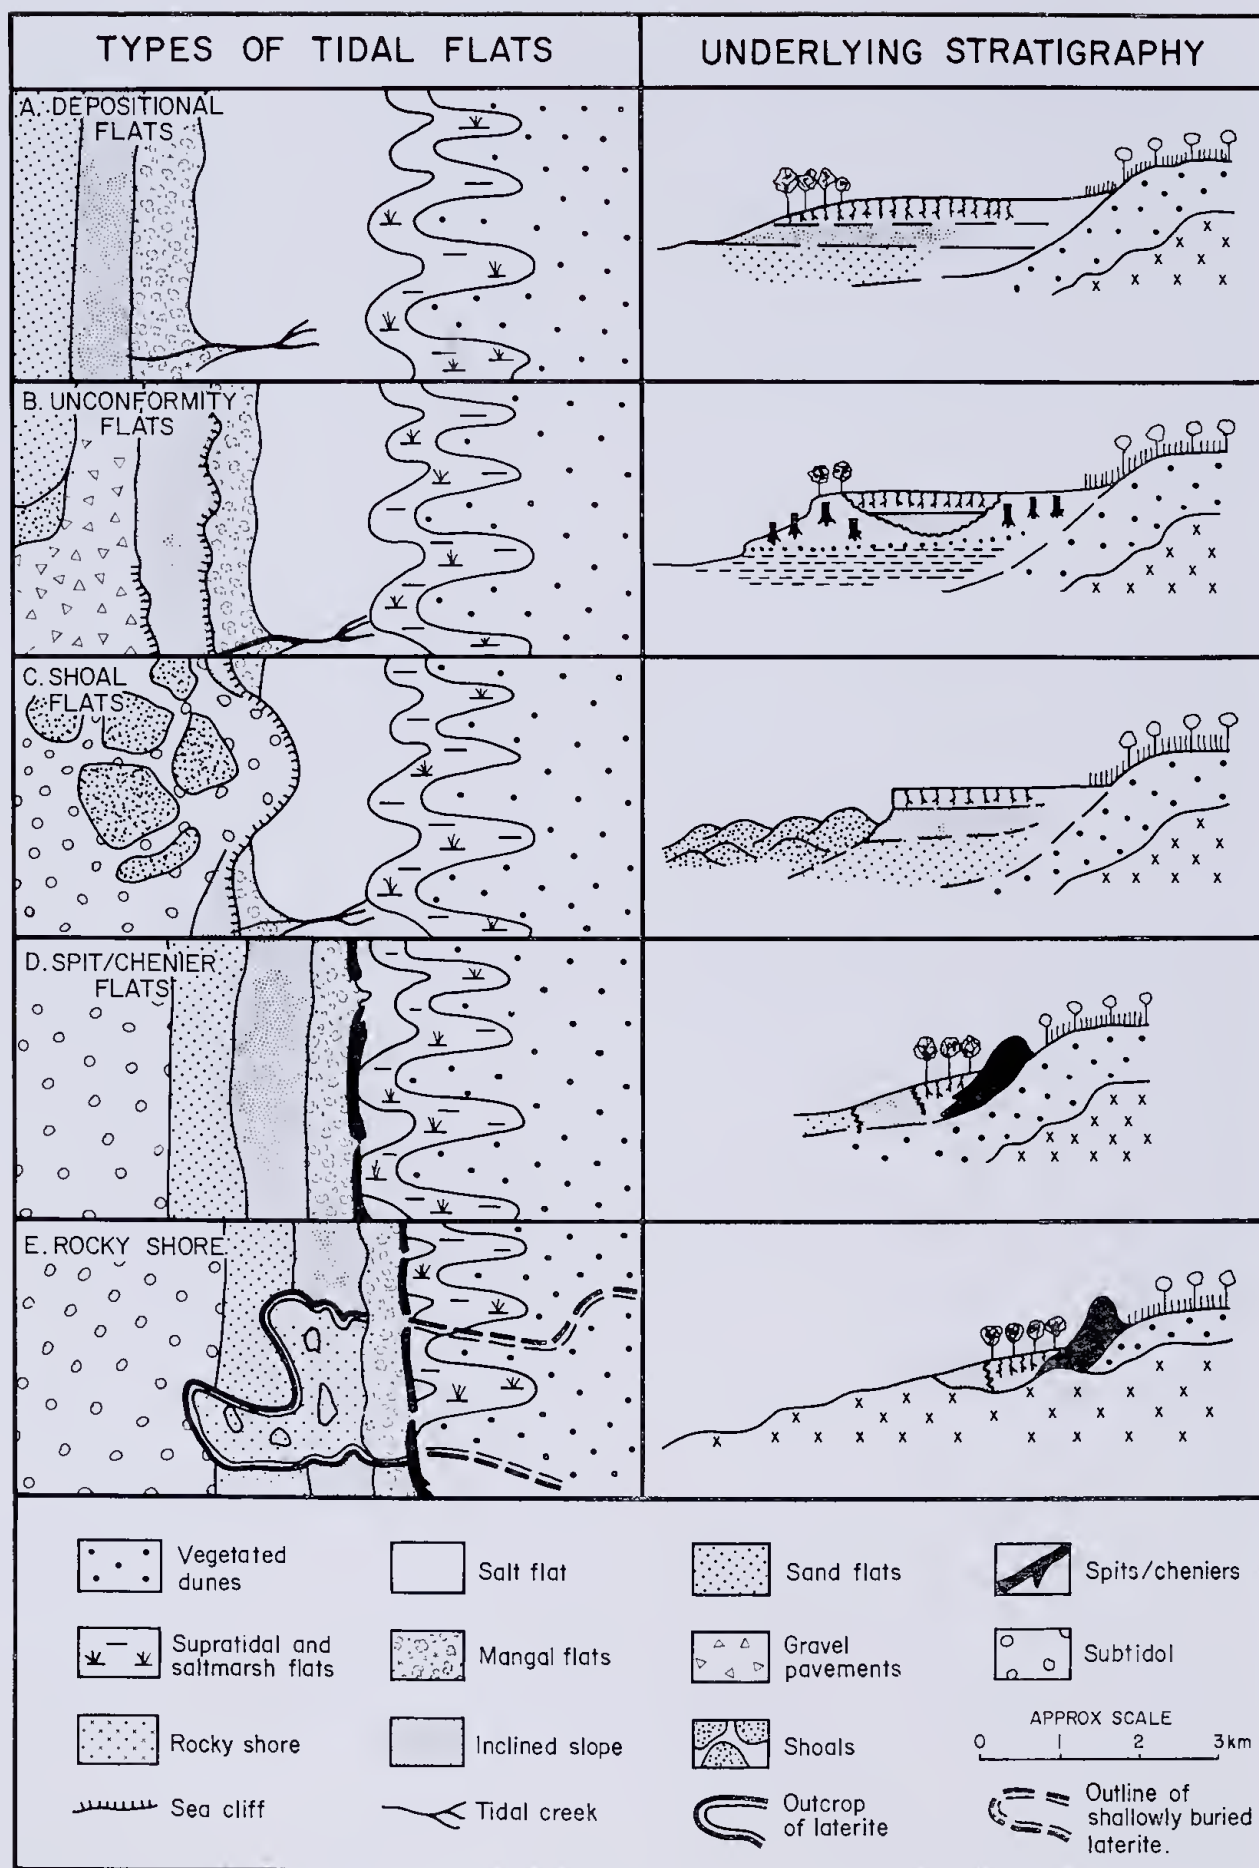 TYPES OF TIDAL FLATS
UNDERLYING STRATIGRAPHY
A. DEPOSITIONAL
FLATS
B. UNCONFORMITY
FLATS
C. SHOAL
FLATS
D. SPIT/CHENIER
FLATS
E. ROCKY SHORE
Vegetated
dunes
Salt flat
Sand flats
Spits/cheniers
Supratidal and
saltmarsh flats
Mangal flats
Gravel
pavements
Subtidol
Rocky shore
Inclined slope
Shoals
APPROX SCALE
0 1 2 3km
Sea cliff
Tidal creek
Outcrop
of laterite
Outline of
shallowly buried
laterite.